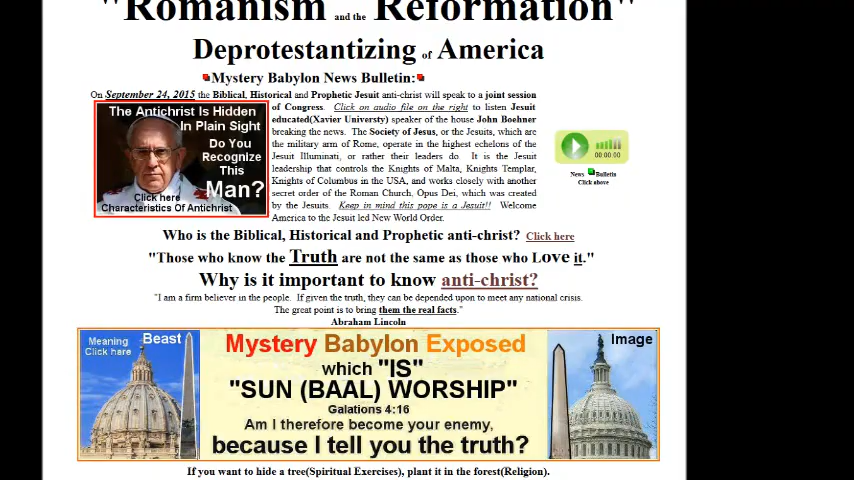 "Romanism and the Reformation"
Deprotestantizing of America
Mystery Babylon News Bulletin:
On September 24, 2015 the Biblical, Historical and Prophetic Jesuit anti-christ will speak to a joint session
of Congress. Click on audio file on the right to listen Jesuit
educated(Xavier Universty) speaker of the house John Boehner
breaking the news. The Society of Jesus, or the Jesuits, which are
the military arm of Rome, operate in the highest echelons of the
Jesuit Illuminati, or rather their leaders do. It is the Jesuit
leadership that controls the Knights of Malta, Knights Templar,
Knights of Columbus in the USA, and works closely with another
secret order of the Roman Church, Opus Dei, which was created
by the Jesuits. Keep in mind this pope is a Jesuit!! Welcome
America to the Jesuit led New World Order.
The Antichrist Is Hidden
In Plain Sight
Do You
Recognize
This
Man?
Click here
Characteristics Of Antichrist
00:00:00
News Bulletin
Click above
Who is the Biblical, Historical and Prophetic anti-christ? Click here
"Those who know the Truth are not the same as those who Love it."
Why is it important to know anti-christ?
"I am a firm believer in the people. If given the truth, they can be depended upon to meet any national crisis.
The great point is to bring them the real facts."
Abraham Lincoln
Meaning
Click here
Beast
Mystery Babylon Exposed
which "IS"
"SUN (BAAL) WORSHIP"
Galations 4:16
Am I therefore become your enemy,
because I tell you the truth?
Image
If you want to hide a tree(Spiritual Exercises), plant it in the forest(Religion).